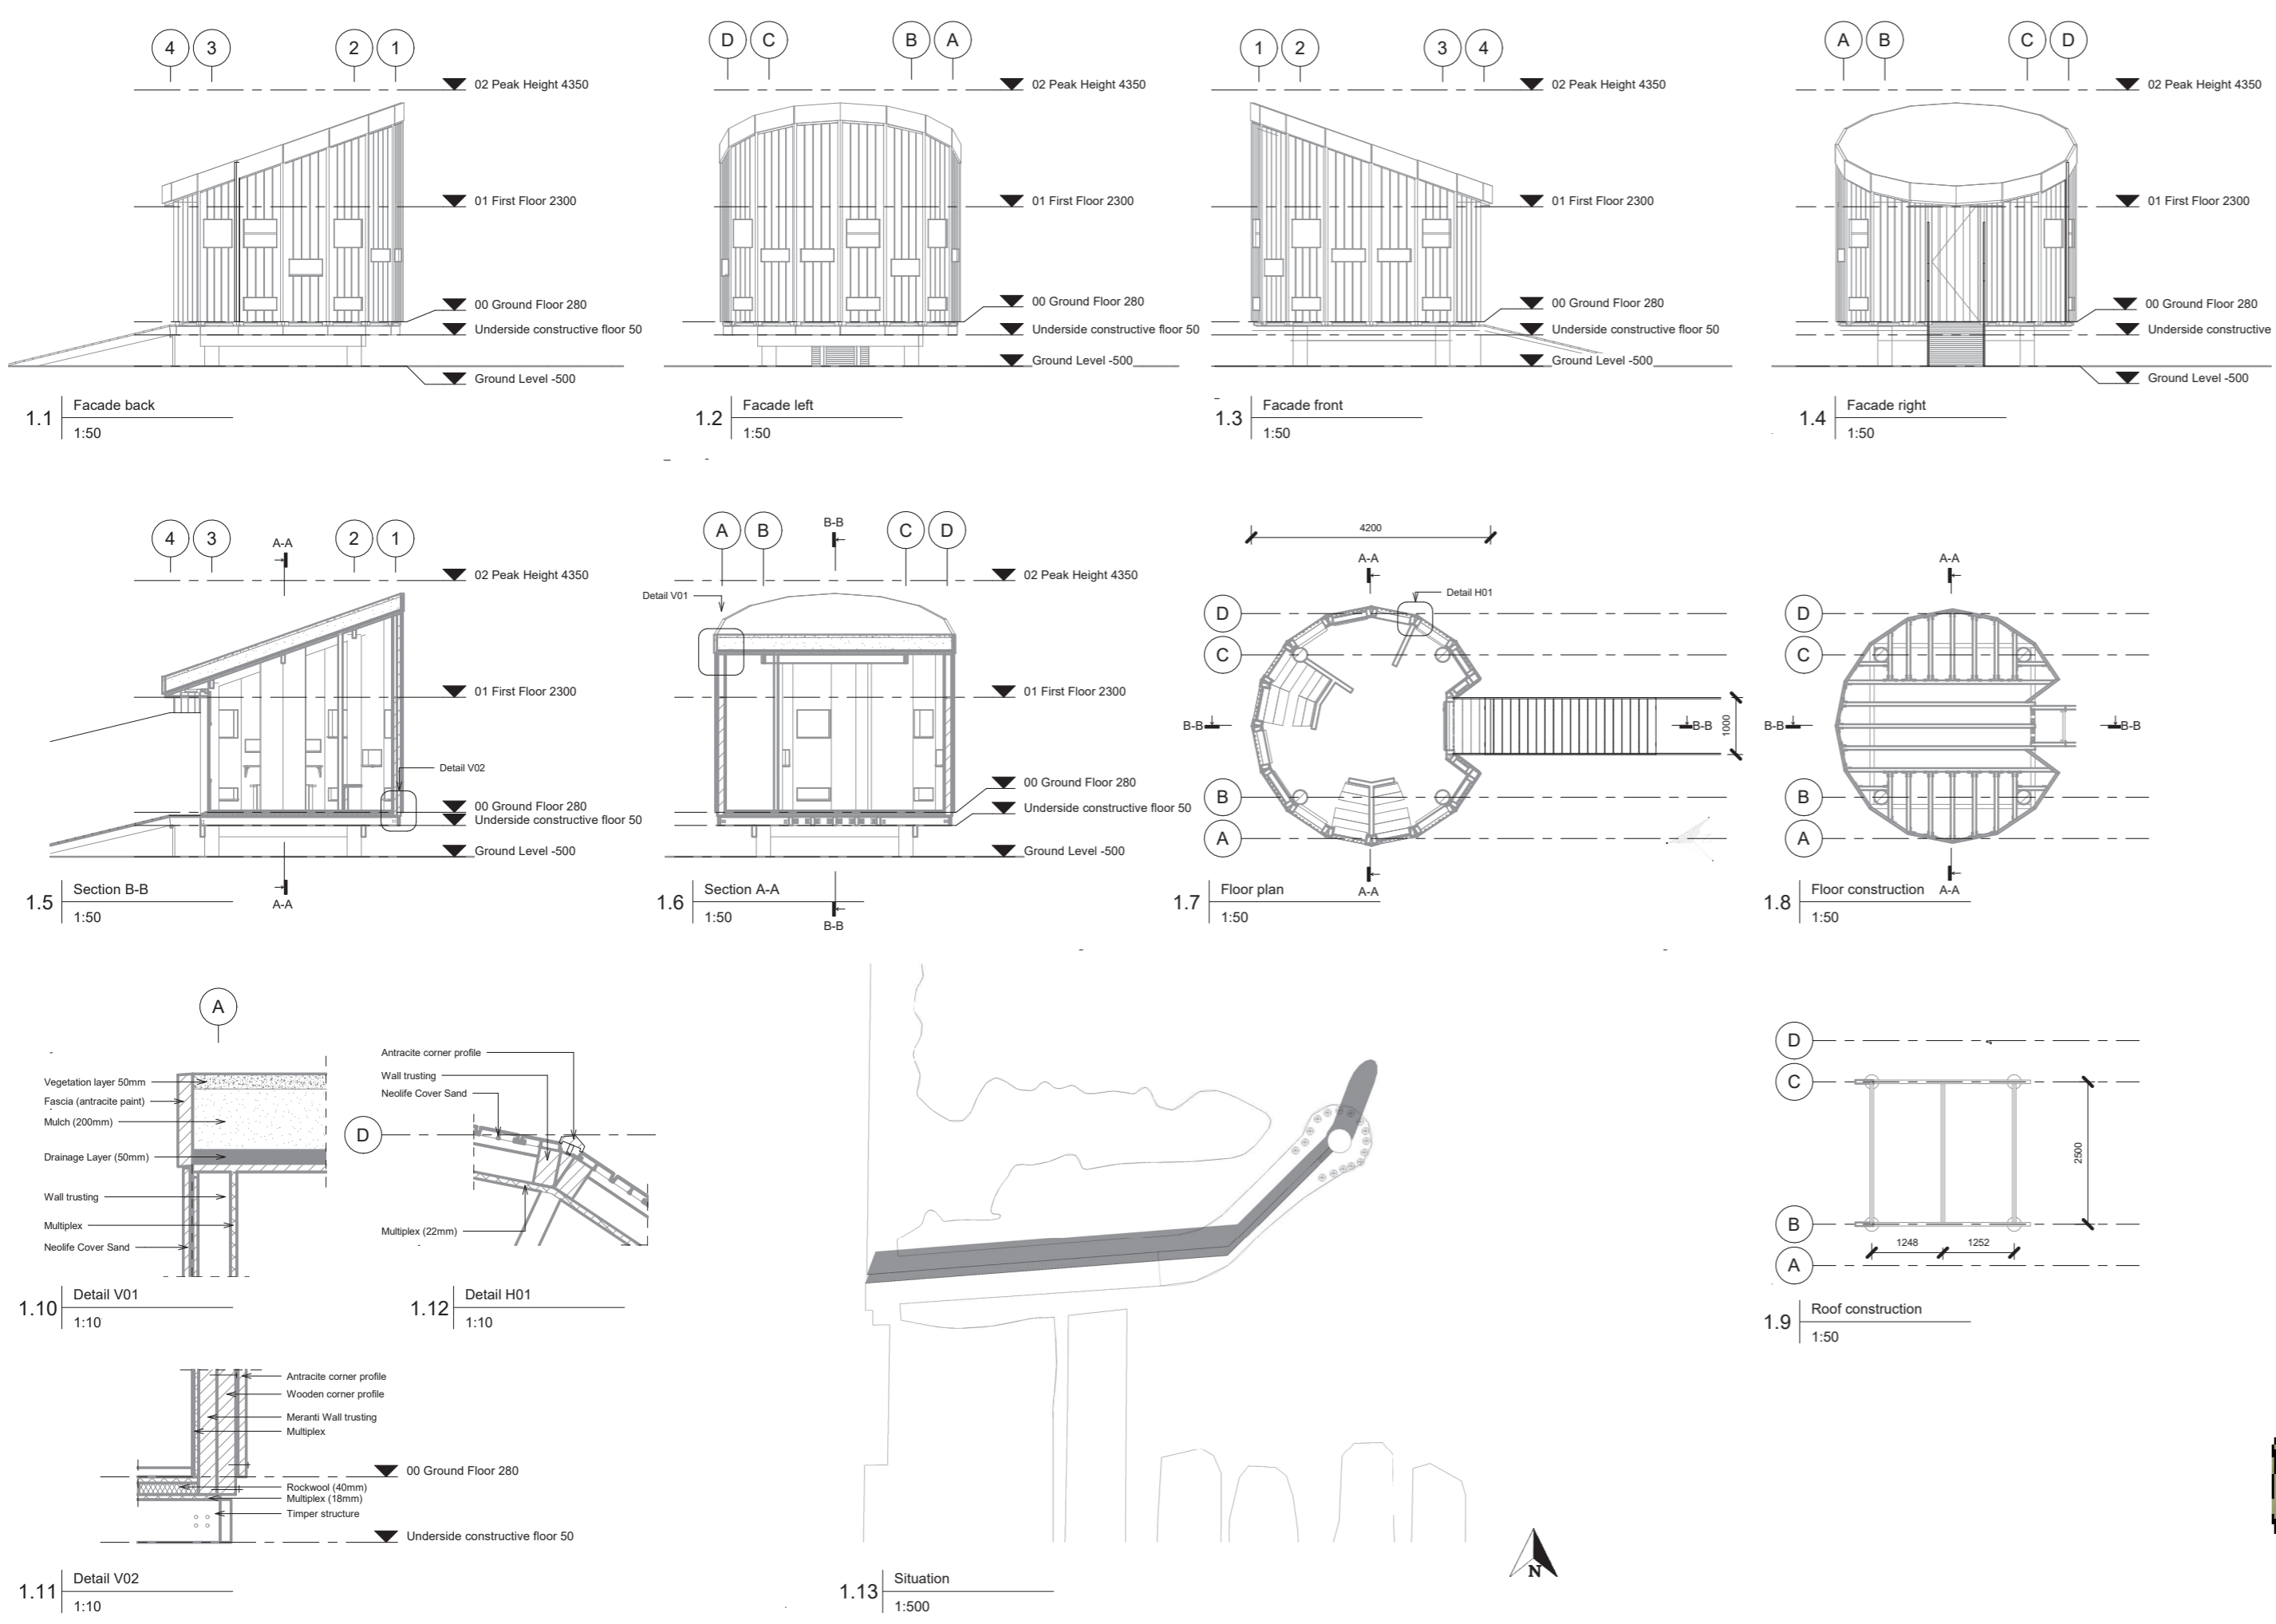 4 3 2 1
02 Peak Height 4350
01 First Floor 2300
00 Ground Floor 280
Underside constructive floor 50
Ground Level -500
1.1 Facade back
1:50
D C B A
02 Peak Height 4350
01 First Floor 2300
00 Ground Floor 280
Underside constructive floor 50
Ground Level -500
1.2 Facade left
1:50
1 2 3 4
02 Peak Height 4350
01 First Floor 2300
00 Ground Floor 280
Underside constructive floor 50
Ground Level -500
1.3 Facade front
1:50
A B C D
02 Peak Height 4350
01 First Floor 2300
00 Ground Floor 280
Underside constructive
Ground Level -500
1.4 Facade right
1:50
4 3 2 1
A-A
02 Peak Height 4350
01 First Floor 2300
Detail V02
00 Ground Floor 280
Underside constructive floor 50
Ground Level -500
A-A
1.5 Section B-B
1:50
A B C D
B-B
02 Peak Height 4350
Detail V01
01 First Floor 2300
00 Ground Floor 280
Underside constructive floor 50
Ground Level -500
B-B
1.6 Section A-A
1:50
4200
A-A
Detail H01
D
C
B-B B-B
1000
B
A
A-A
1.7 Floor plan
1:50
A-A
D
C
B-B B-B
B
A
A-A
1.8 Floor construction
1:50
A
Vegetation layer 50mm
Fascia (antracite paint)
Mulch (200mm)
Drainage Layer (50mm)
Wall trusting
Multiplex
Neolife Cover Sand
1.10 Detail V01
1:10
Antracite corner profile
Wall trusting
Neolife Cover Sand
D
Multiplex (22mm)
1.12 Detail H01
1:10
Antracite corner profile
Wooden corner profile
Meranti Wall trusting
Multiplex
00 Ground Floor 280
Rockwool (40mm)
Multiplex (18mm)
Timper structure
Underside constructive floor 50
1.11 Detail V02
1:10
N
1.13 Situation
1:500
D
C
2500
B
1248 1252
A
1.9 Roof construction
1:50